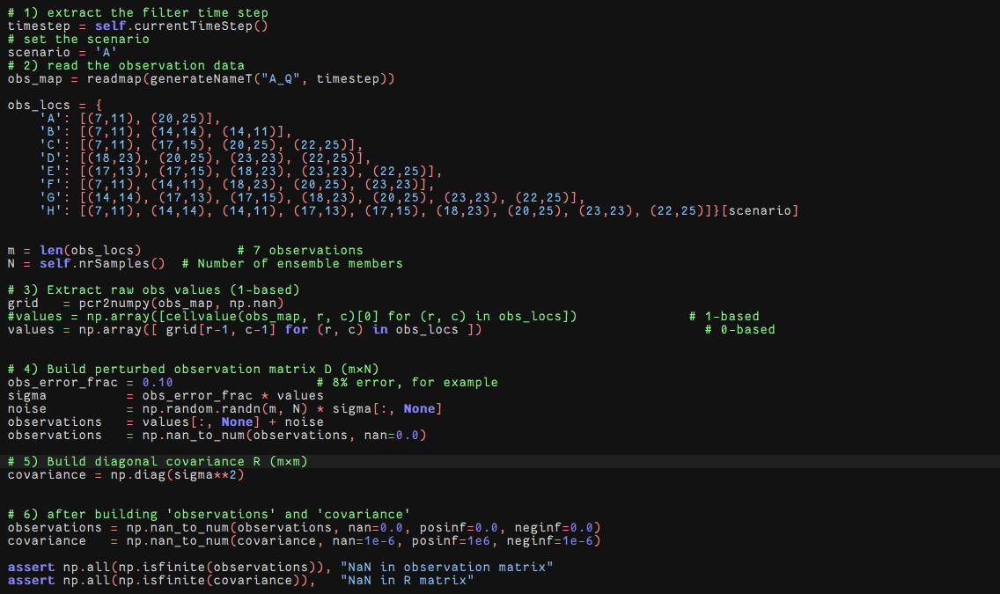 # 1) extract the filter time step
timestep = self.currentTimeStep()
# set the scenario
scenario = 'A'
# 2) read the observation data
obs_map = readmap(generateNameT("A_Q", timestep))
obs_locs = {
    'A': [(7,11), (20,25)],
    'B': [(7,11), (14,14), (14,11)],
    'C': [(7,11), (17,15), (20,25), (22,25)],
    'D': [(18,23), (20,25), (23,23), (22,25)],
    'E': [(17,13), (17,15), (18,23), (23,23), (22,25)],
    'F': [(7,11), (14,11), (18,23), (20,25), (23,23)],
    'G': [(14,14), (17,13), (17,15), (18,23), (20,25), (23,23), (22,25)],
    'H': [(7,11), (14,14), (14,11), (17,13), (17,15), (18,23), (20,25), (23,23), (22,25)]}[scenario]
m = len(obs_locs)            # 7 observations
N = self.nrSamples()  # Number of ensemble members
# 3) Extract raw obs values (1-based)
grid   = pcr2numpy(obs_map, np.nan)
#values = np.array([cellvalue(obs_map, r, c)[0] for (r, c) in obs_locs])              # 1-based
values = np.array([ grid[r-1, c-1] for (r, c) in obs_locs ])                            # 0-based
# 4) Build perturbed observation matrix D (m×N)
obs_error_frac = 0.10                  # 8% error, for example
sigma          = obs_error_frac * values
noise          = np.random.randn(m, N) * sigma[:, None]
observations   = values[:, None] + noise
observations   = np.nan_to_num(observations, nan=0.0)
# 5) Build diagonal covariance R (m×m)
covariance = np.diag(sigma**2)
# 6) after building 'observations' and 'covariance'
observations = np.nan_to_num(observations, nan=0.0, posinf=0.0, neginf=0.0)
covariance   = np.nan_to_num(covariance, nan=1e-6, posinf=1e6, neginf=1e-6)
assert np.all(np.isfinite(observations)), "NaN in observation matrix"
assert np.all(np.isfinite(covariance)),   "NaN in R matrix"